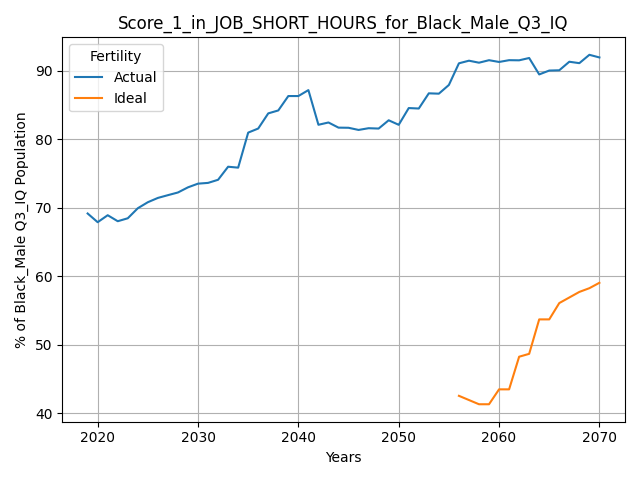 Score_1_in_JOB_SHORT_HOURS_for_Black_Male_Q3_IQ
Fertility
Actual
Ideal
% of Black_Male Q3_IQ Population
90
80
70
60
50
40
2020 2030 2040 2050 2060 2070
Years